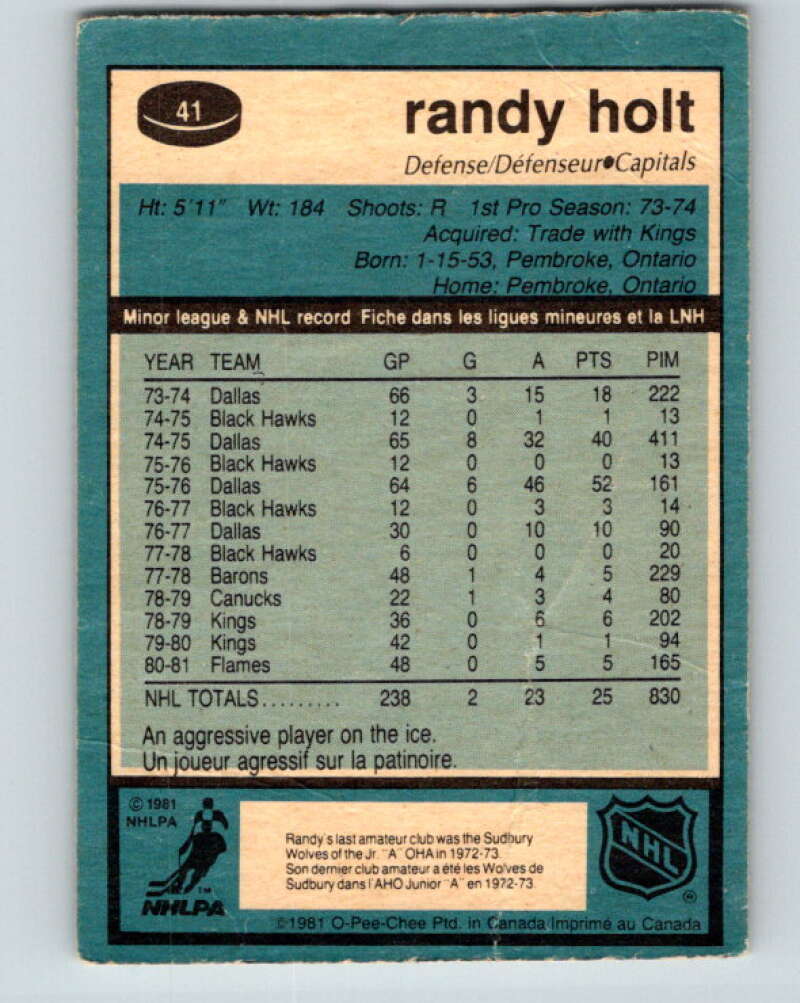 41
randy holt
Defense/Défenseur•Capitals
Ht: 5'11" Wt: 184 Shoots: R 1st Pro Season: 73-74
Acquired: Trade with Kings
Born: 1-15-53, Pembroke, Ontario
Home: Pembroke, Ontario
Minor league & NHL record Fiche dans les ligues mineures et la LNH
YEAR TEAM GP G A PTS PIM
73-74 Dallas 66 3 15 18 222
74-75 Black Hawks 12 0 1 1 13
74-75 Dallas 65 8 32 40 411
75-76 Black Hawks 12 0 0 0 13
75-76 Dallas 64 6 46 52 161
76-77 Black Hawks 12 0 3 3 14
76-77 Dallas 30 0 10 10 90
77-78 Black Hawks 6 0 0 0 20
77-78 Barons 48 1 4 5 229
78-79 Canucks 22 1 3 4 80
78-79 Kings 36 0 6 6 202
79-80 Kings 42 0 1 1 94
80-81 Flames 48 0 5 5 165
NHL TOTALS......... 238 2 23 25 830
An aggressive player on the ice.
Un joueur agressif sur la patinoire.
© 1981
NHLPA
TM
NHLPA
Randy's last amateur club was the Sudbury
Wolves of the Jr. "A" OHA in 1972-73.
Son dernier club amateur a été les Wolves de
Sudbury dans l'AHO Junior "A" en 1972-73.
NHL
®
©1981 O-Pee-Chee Ptd. in Canada/Imprimé au Canada